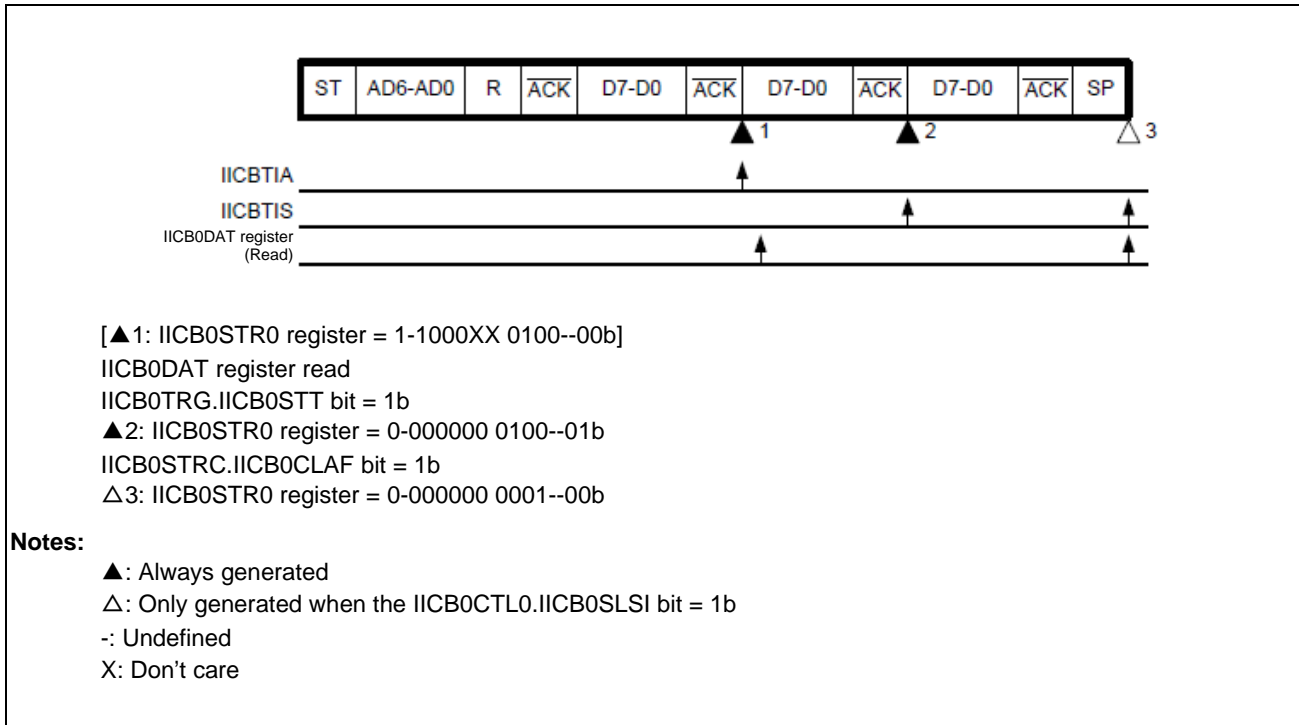 ST AD6-AD0 R ACK D7-D0 ACK D7-D0 ACK D7-D0 ACK SP
▲1 ▲2 △3
IICBTIA
IICBTIS
IICB0DAT register
(Read)
[▲1: IICB0STR0 register = 1-1000XX 0100--00b]
IICB0DAT register read
IICB0TRG.IICB0STT bit = 1b
▲2: IICB0STR0 register = 0-000000 0100--01b
IICB0STRC.IICB0CLAF bit = 1b
△3: IICB0STR0 register = 0-000000 0001--00b
Notes:
▲: Always generated
△: Only generated when the IICB0CTL0.IICB0SLSI bit = 1b
-: Undefined
X: Don’t care